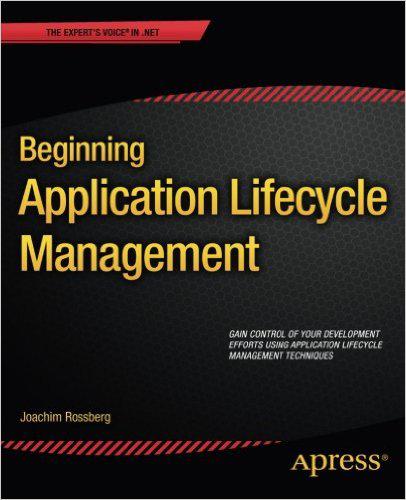 THE EXPERT'S VOICE® IN .NET
Beginning
Application Lifecycle
Management
GAIN CONTROL OF YOUR DEVELOPMENT
EFFORTS USING APPLICATION LIFECYCLE
MANAGEMENT TECHNIQUES
Joachim Rossberg
Apress®